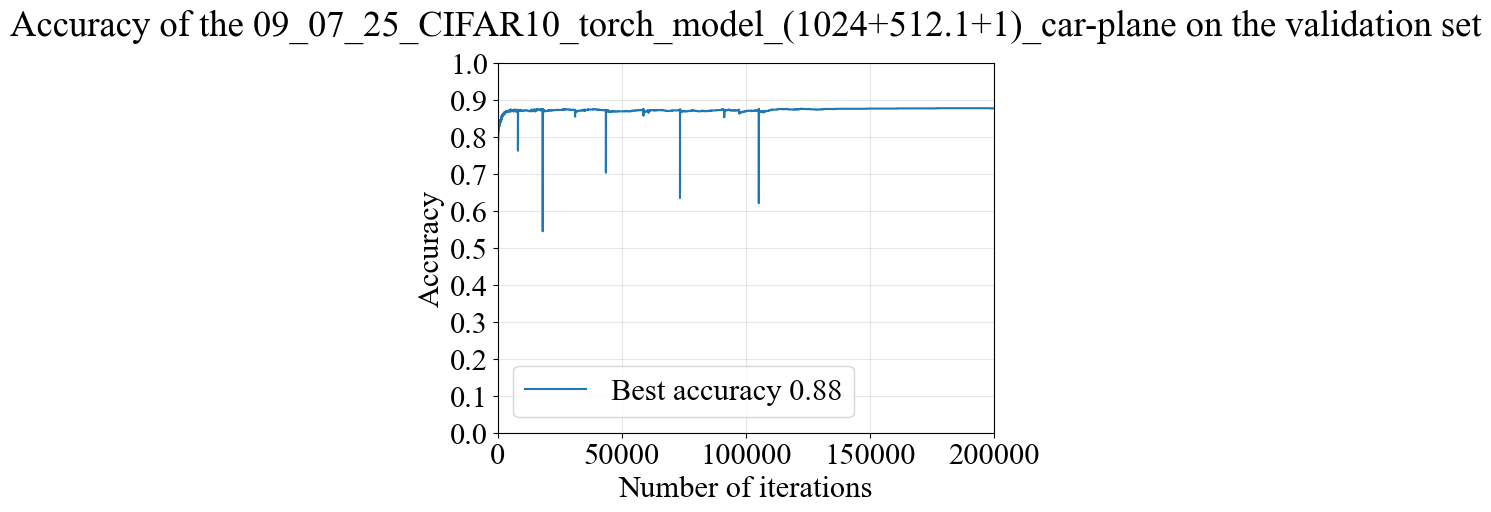 Accuracy of the 09_07_25_CIFAR10_torch_model_(1024+512.1+1)_car-plane on the validation set
1.0
0.9
0.8
0.7
0.6
0.5
0.4
0.3
0.2
0.1
0.0
Accuracy
Best accuracy 0.88
0 50000 100000 150000 200000
Number of iterations